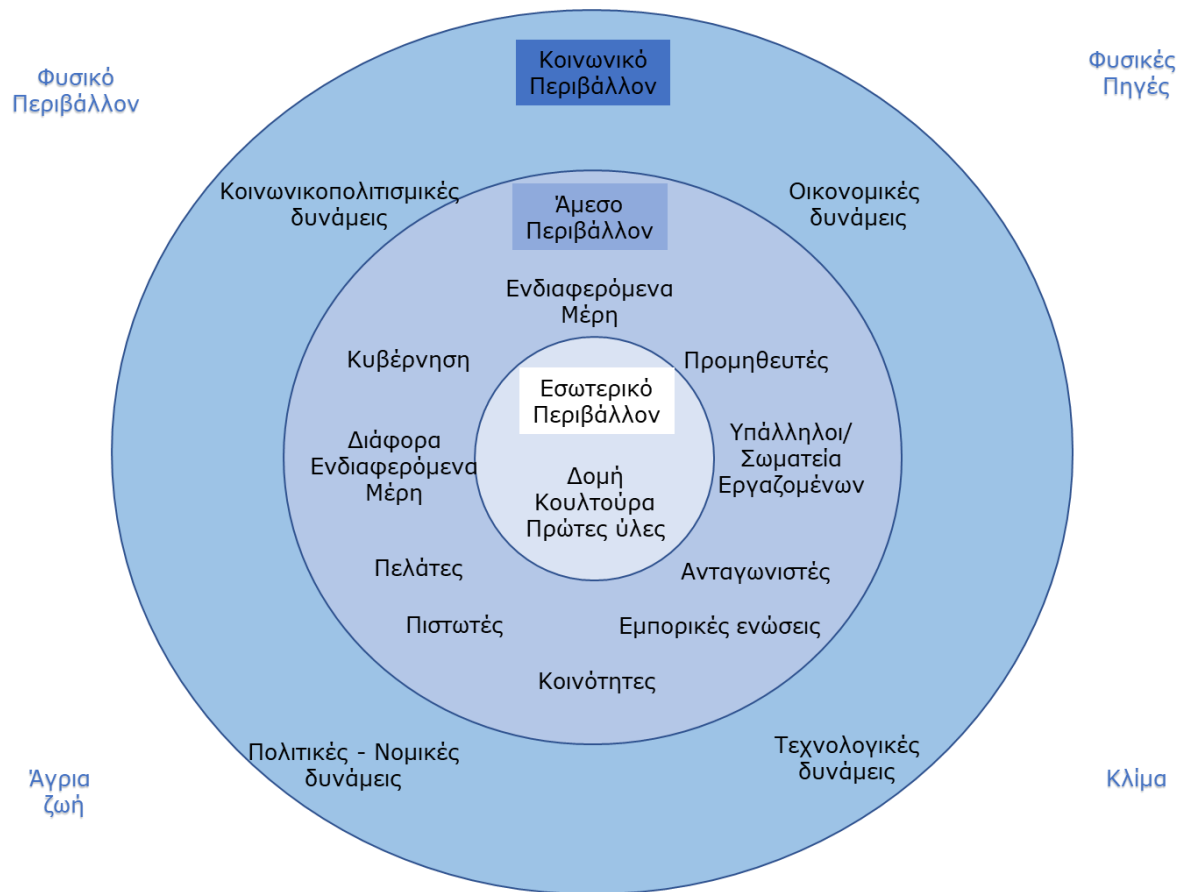 Κοινωνικό
Περιβάλλον
Φυσικό
Περιβάλλον
Φυσικές
Πηγές
Κοινωνικοπολιτισμικές
δυνάμεις
Άμεσο
Περιβάλλον
Οικονομικές
δυνάμεις
Ενδιαφερόμενα
Μέρη
Κυβέρνηση
Προμηθευτές
Εσωτερικό
Περιβάλλον
Διάφορα
Ενδιαφερόμενα
Μέρη
Υπάλληλοι/
Σωματεία
Εργαζομένων
Δομή
Κουλτούρα
Πρώτες ύλες
Πελάτες
Ανταγωνιστές
Πιστωτές
Εμπορικές ενώσεις
Κοινότητες
Πολιτικές - Νομικές
δυνάμεις
Τεχνολογικές
δυνάμεις
Άγρια
ζωή
Κλίμα